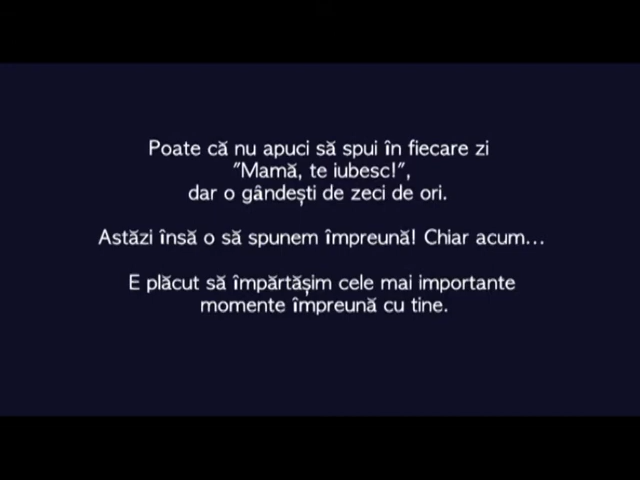 Poate că nu apuci să spui în fiecare zi
"Mamă, te iubesc!",
dar o gândești de zeci de ori.
Astăzi însă o să spunem împreună! Chiar acum...
E plăcut să împărtășim cele mai importante
momente împreună cu tine.